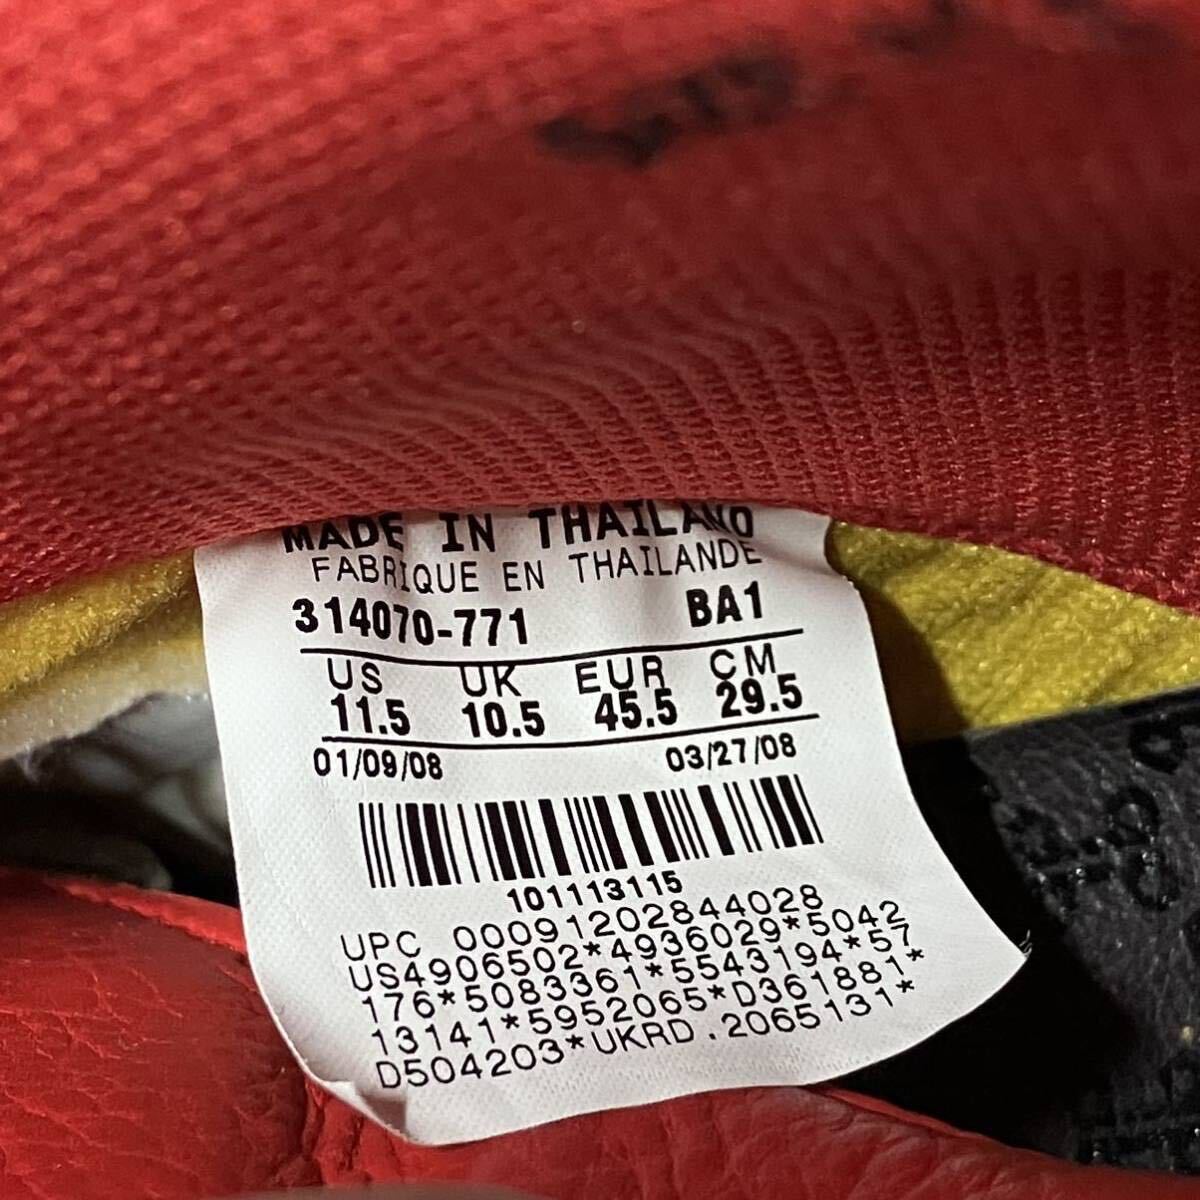 MADE IN THAILAND
FABRIQUE EN THAILANDE
314070-771 BA1
US UK EUR CM
11.5 10.5 45.5 29.5
01/09/08 03/27/08
101113115
UPC 00091202844028
US4906502*4936029*5042
176*5083361*5543194*57
13141*5952065*D361881*
D504203*UKRD.2065131*